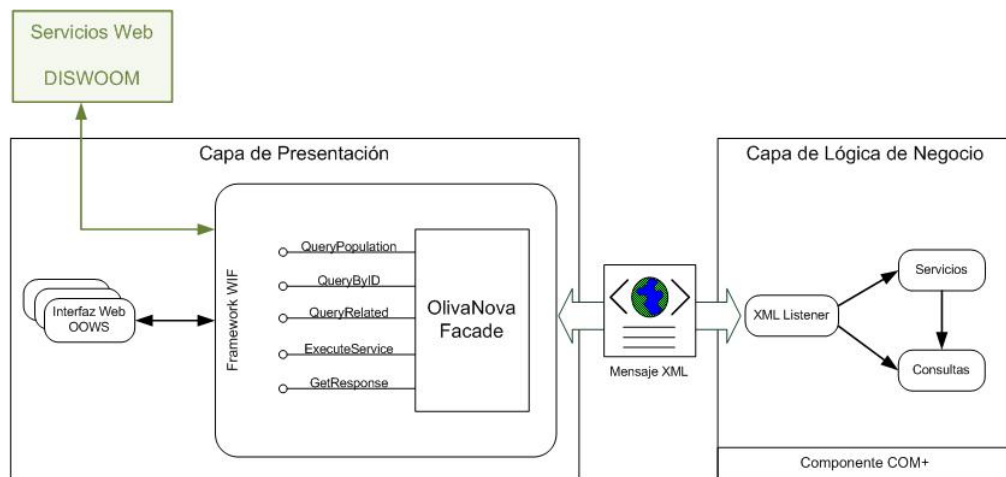 Servicios Web
DISWOOM
Capa de Presentación
Capa de Lógica de Negocio
Framework WIF
QueryPopulation
QueryByID
QueryRelated
ExecuteService
GetResponse
OlivaNova
Facade
Interfaz Web
OOWS
Mensaje XML
XML Listener
Servicios
Consultas
Componente COM+